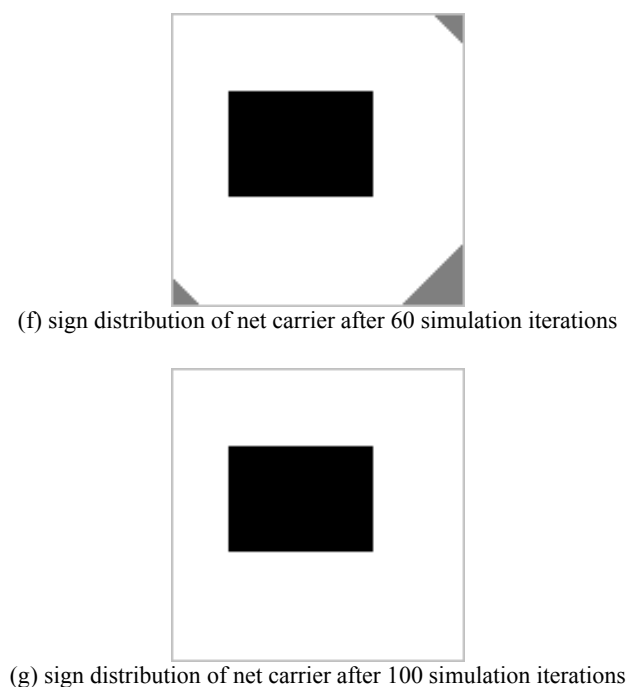 (f) sign distribution of net carrier after 60 simulation iterations
(g) sign distribution of net carrier after 100 simulation iterations